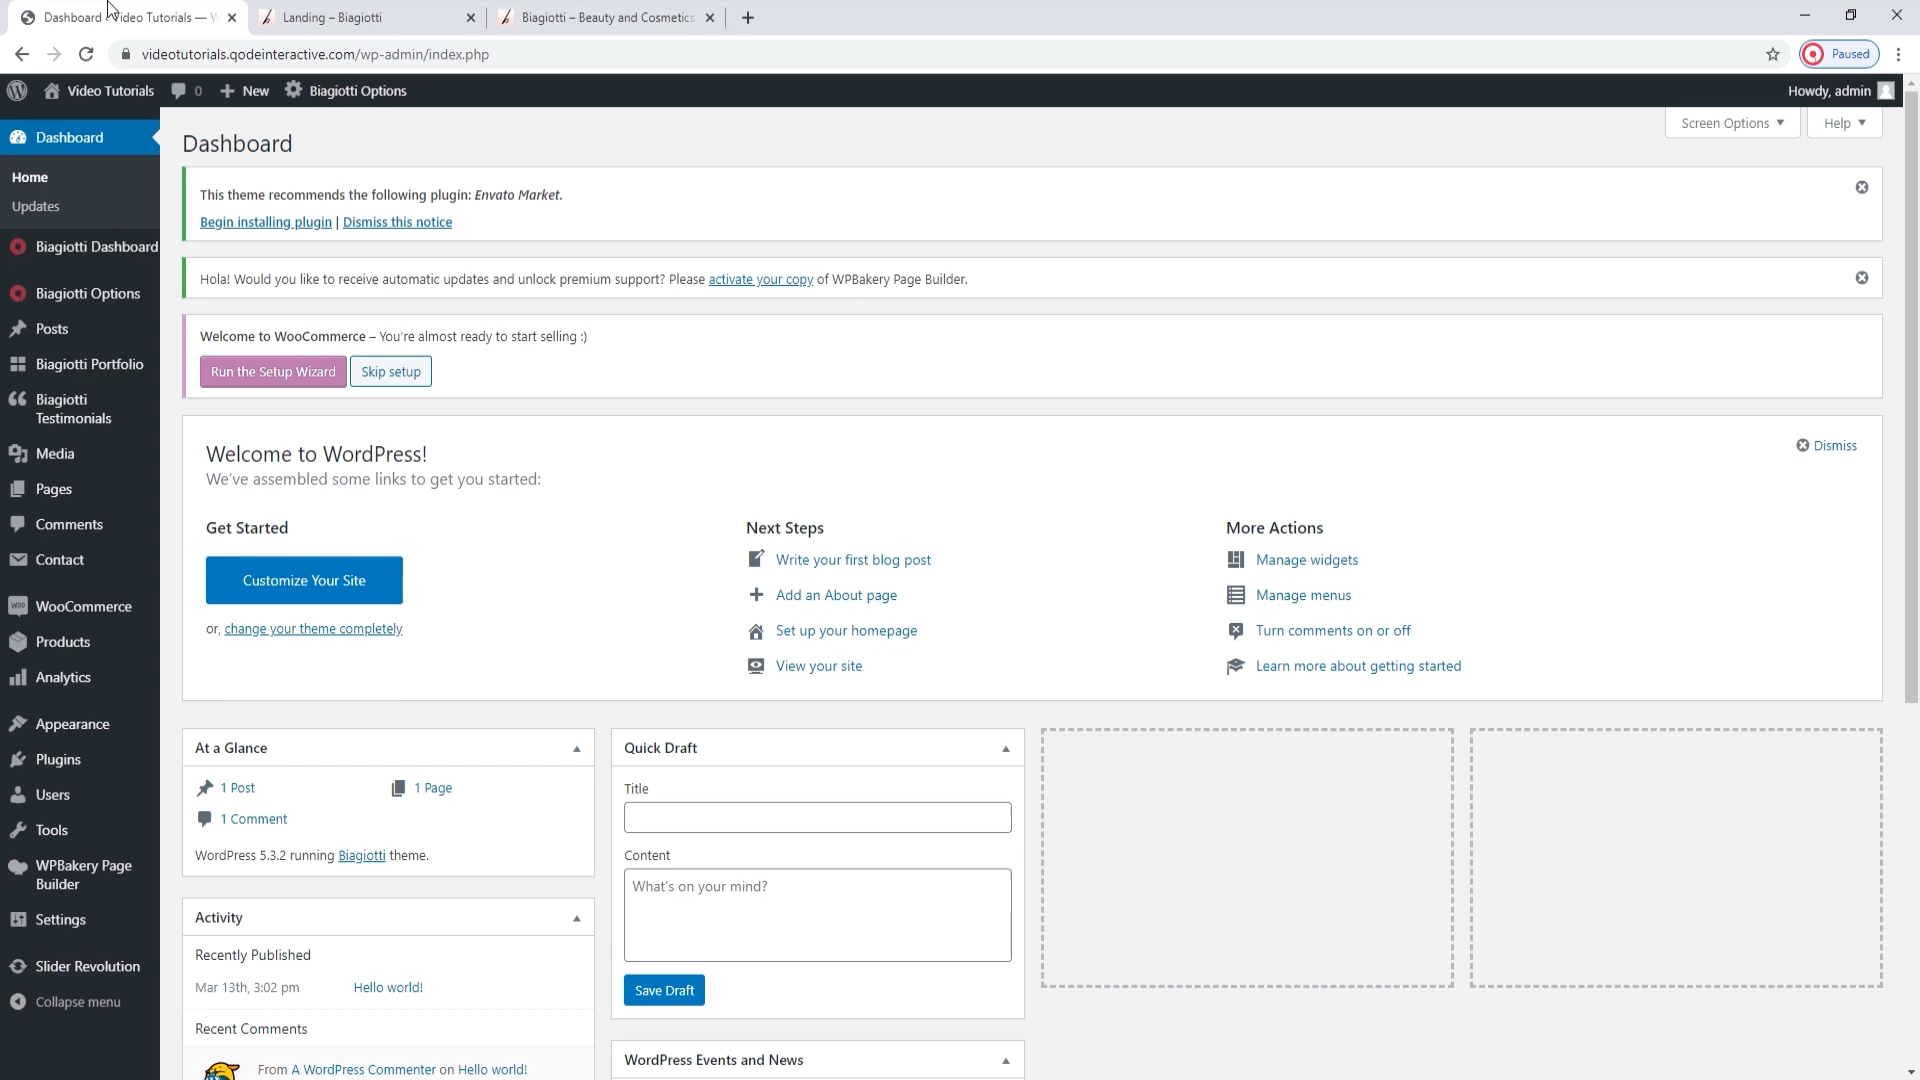 Dashboard ‹ Video Tutorials — W
Landing – Biagiotti
Biagiotti – Beauty and Cosmetics
videotutorials.qodeinteractive.com/wp-admin/index.php
Paused
Video Tutorials
0
New
Biagiotti Options
Howdy, admin
Dashboard
Home
Updates
Biagiotti Dashboard
Biagiotti Options
Posts
Biagiotti Portfolio
Biagiotti
Testimonials
Media
Pages
Comments
Contact
WooCommerce
Products
Analytics
Appearance
Plugins
Users
Tools
WPBakery Page
Builder
Settings
Slider Revolution
Collapse menu
Screen Options
Help
Dashboard
This theme recommends the following plugin: Envato Market.
Begin installing plugin | Dismiss this notice
Hola! Would you like to receive automatic updates and unlock premium support? Please activate your copy of WPBakery Page Builder.
Welcome to WooCommerce – You're almost ready to start selling :)
Run the Setup Wizard
Skip setup
Welcome to WordPress!
Dismiss
We've assembled some links to get you started:
Get Started
Customize Your Site
or, change your theme completely
Next Steps
Write your first blog post
Add an About page
Set up your homepage
View your site
More Actions
Manage widgets
Manage menus
Turn comments on or off
Learn more about getting started
At a Glance
1 Post
1 Page
1 Comment
WordPress 5.3.2 running Biagiotti theme.
Activity
Recently Published
Mar 13th, 3:02 pm
Hello world!
Recent Comments
From A WordPress Commenter on Hello world!
Quick Draft
Title
Content
What's on your mind?
Save Draft
WordPress Events and News